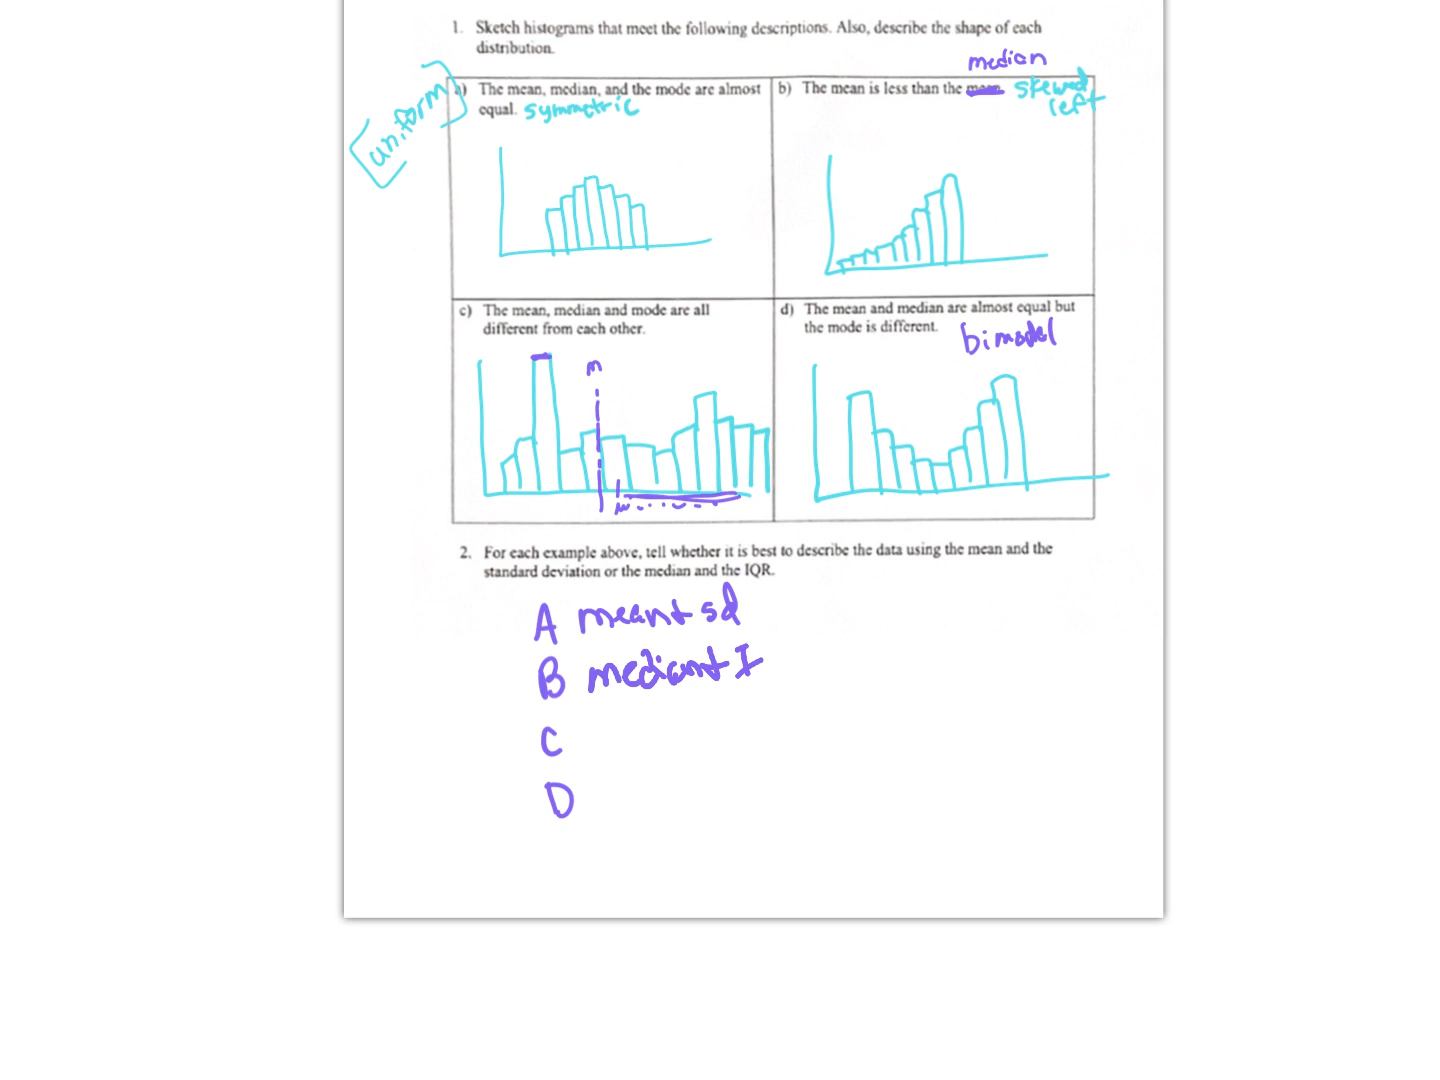 1. Sketch histograms that meet the following descriptions. Also, describe the shape of each
distribution.
median
[uniform]
a) The mean, median, and the mode are almost
equal. symmetric
b) The mean is less than the mean. skewed
left
c) The mean, median and mode are all
different from each other.
m
d) The mean and median are almost equal but
the mode is different.
bimodel
2. For each example above, tell whether it is best to describe the data using the mean and the
standard deviation or the median and the IQR.
A mean+sd
B median+I
C
D